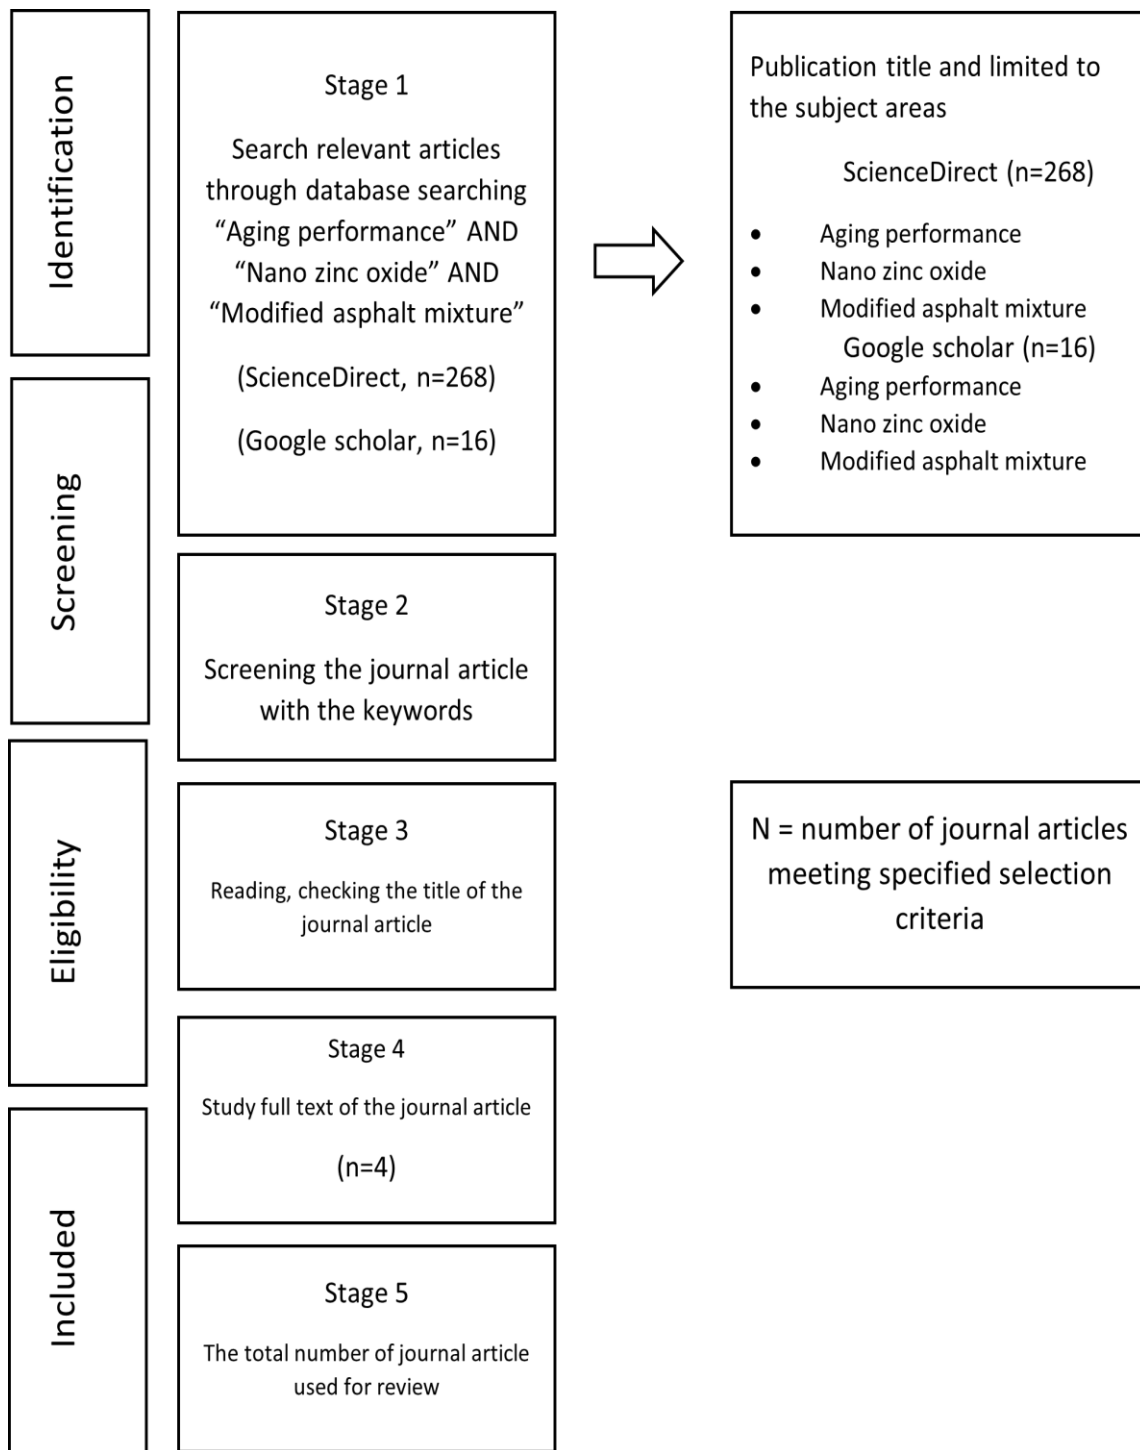 Identification
Screening
Eligibility
Included
Stage 1
Search relevant articles
through database searching
“Aging performance” AND
“Nano zinc oxide” AND
“Modified asphalt mixture”
(ScienceDirect, n=268)
(Google scholar, n=16)
Stage 2
Screening the journal article
with the keywords
Stage 3
Reading, checking the title of the
journal article
Stage 4
Study full text of the journal article
(n=4)
Stage 5
The total number of journal article
used for review
Publication title and limited to
the subject areas
ScienceDirect (n=268)
• Aging performance
• Nano zinc oxide
• Modified asphalt mixture
Google scholar (n=16)
• Aging performance
• Nano zinc oxide
• Modified asphalt mixture
N = number of journal articles
meeting specified selection
criteria